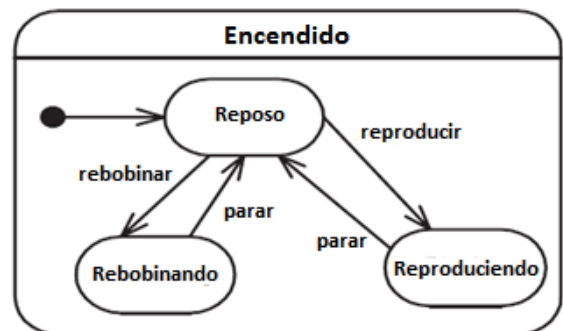 Encendido
Reposo
reproducir
rebobinar
parar
parar
Rebobinando
Reproduciendo